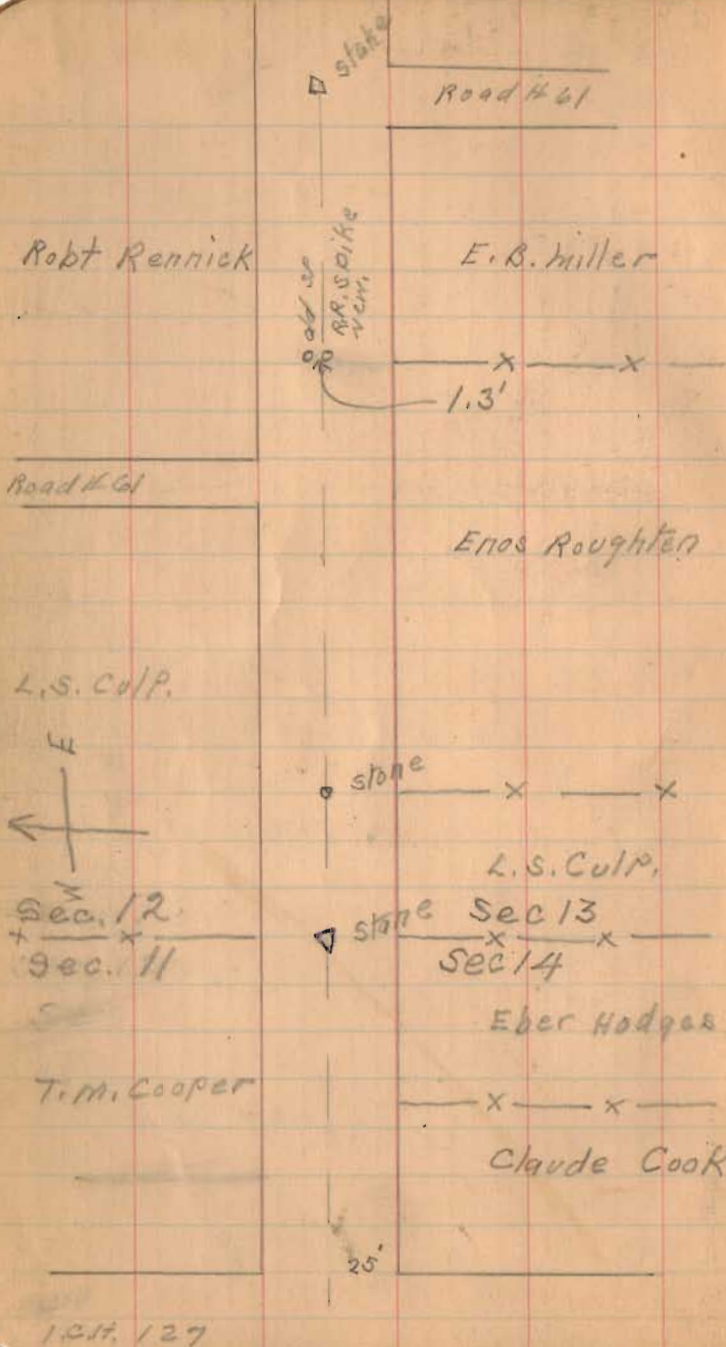 stake
Road # 61
Robt Rennick
E. B. Miller
RR. Spike
1.3'
Road # 61
Enos Roughten
L.S. Culp.
E
stone
L.S. Culp.
W
Sec. 12
stone
Sec 13
Sec. 11
Sec 14
Eber Hodges
T.M. Cooper
Claude Cook
25'
I.C.H. 127